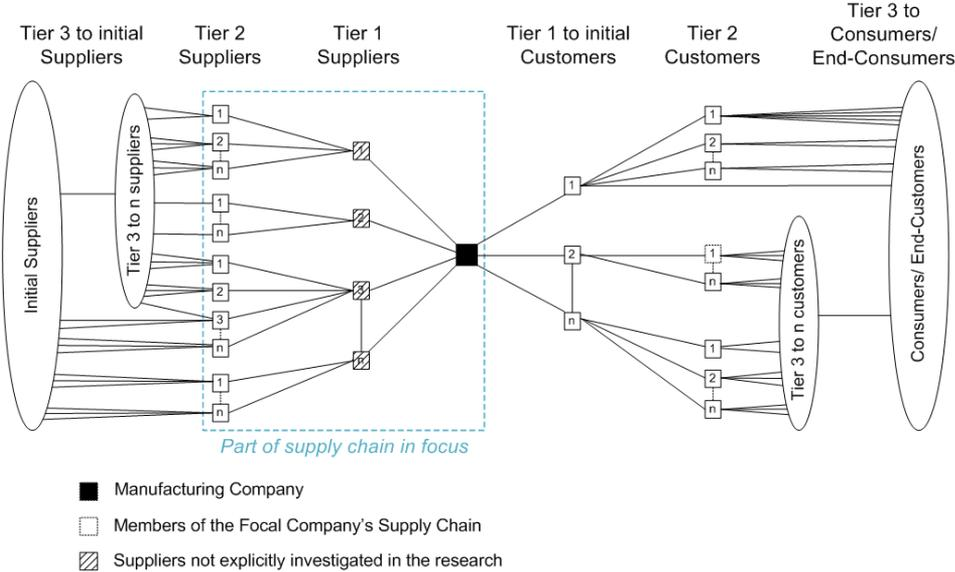 Tier 3 to initial
Suppliers
Tier 2
Suppliers
Tier 1
Suppliers
Tier 1 to initial
Customers
Tier 2
Customers
Tier 3 to
Consumers/
End-Consumers
Initial Suppliers
Tier 3 to n suppliers
1
2
n
1
n
1
2
3
n
1
n
1
2
3
n
1
2
n
1
2
n
1
n
1
2
n
Tier 3 to n customers
Consumers/ End-Customers
Part of supply chain in focus
Manufacturing Company
Members of the Focal Company's Supply Chain
Suppliers not explicitly investigated in the research